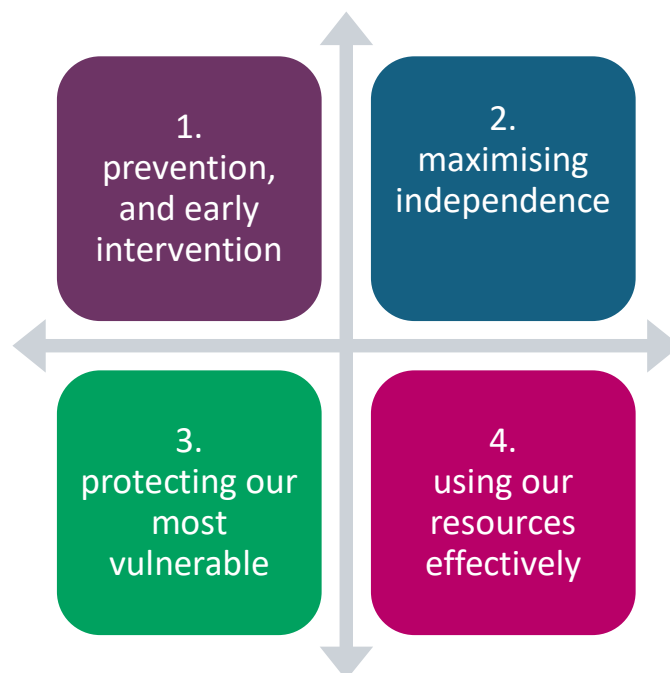 1.
prevention,
and early
intervention
2.
maximising
independence
3.
protecting our
most
vulnerable
4.
using our
resources
effectively